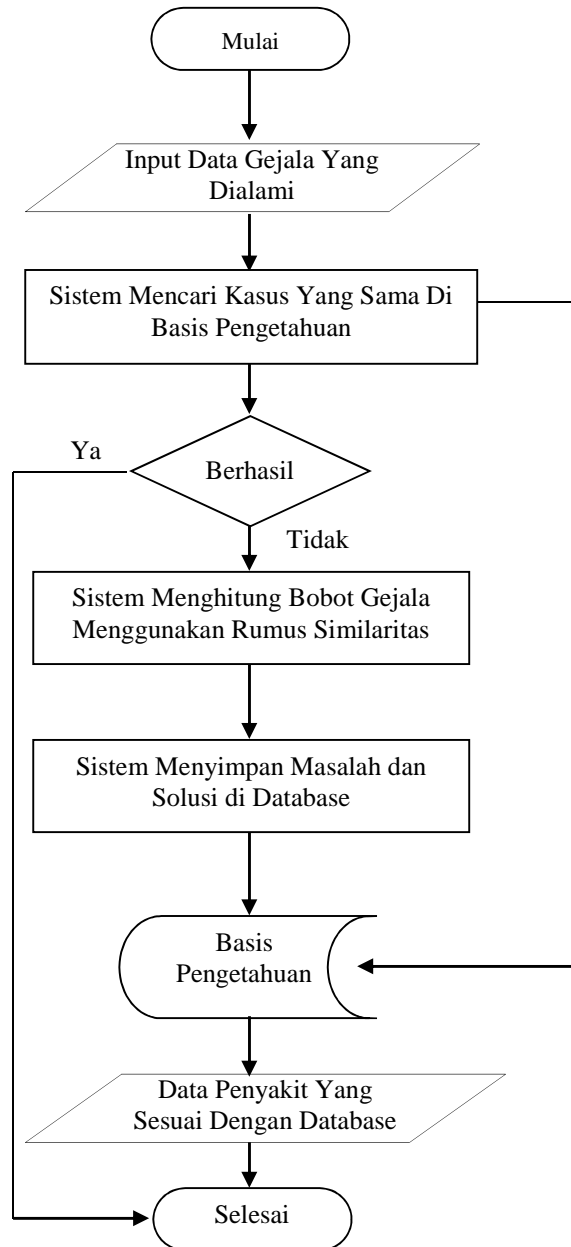 Mulai
Input Data Gejala Yang
Dialami
Sistem Mencari Kasus Yang Sama Di
Basis Pengetahuan
Ya
Berhasil
Tidak
Sistem Menghitung Bobot Gejala
Menggunakan Rumus Similaritas
Sistem Menyimpan Masalah dan
Solusi di Database
Basis
Pengetahuan
Data Penyakit Yang
Sesuai Dengan Database
Selesai